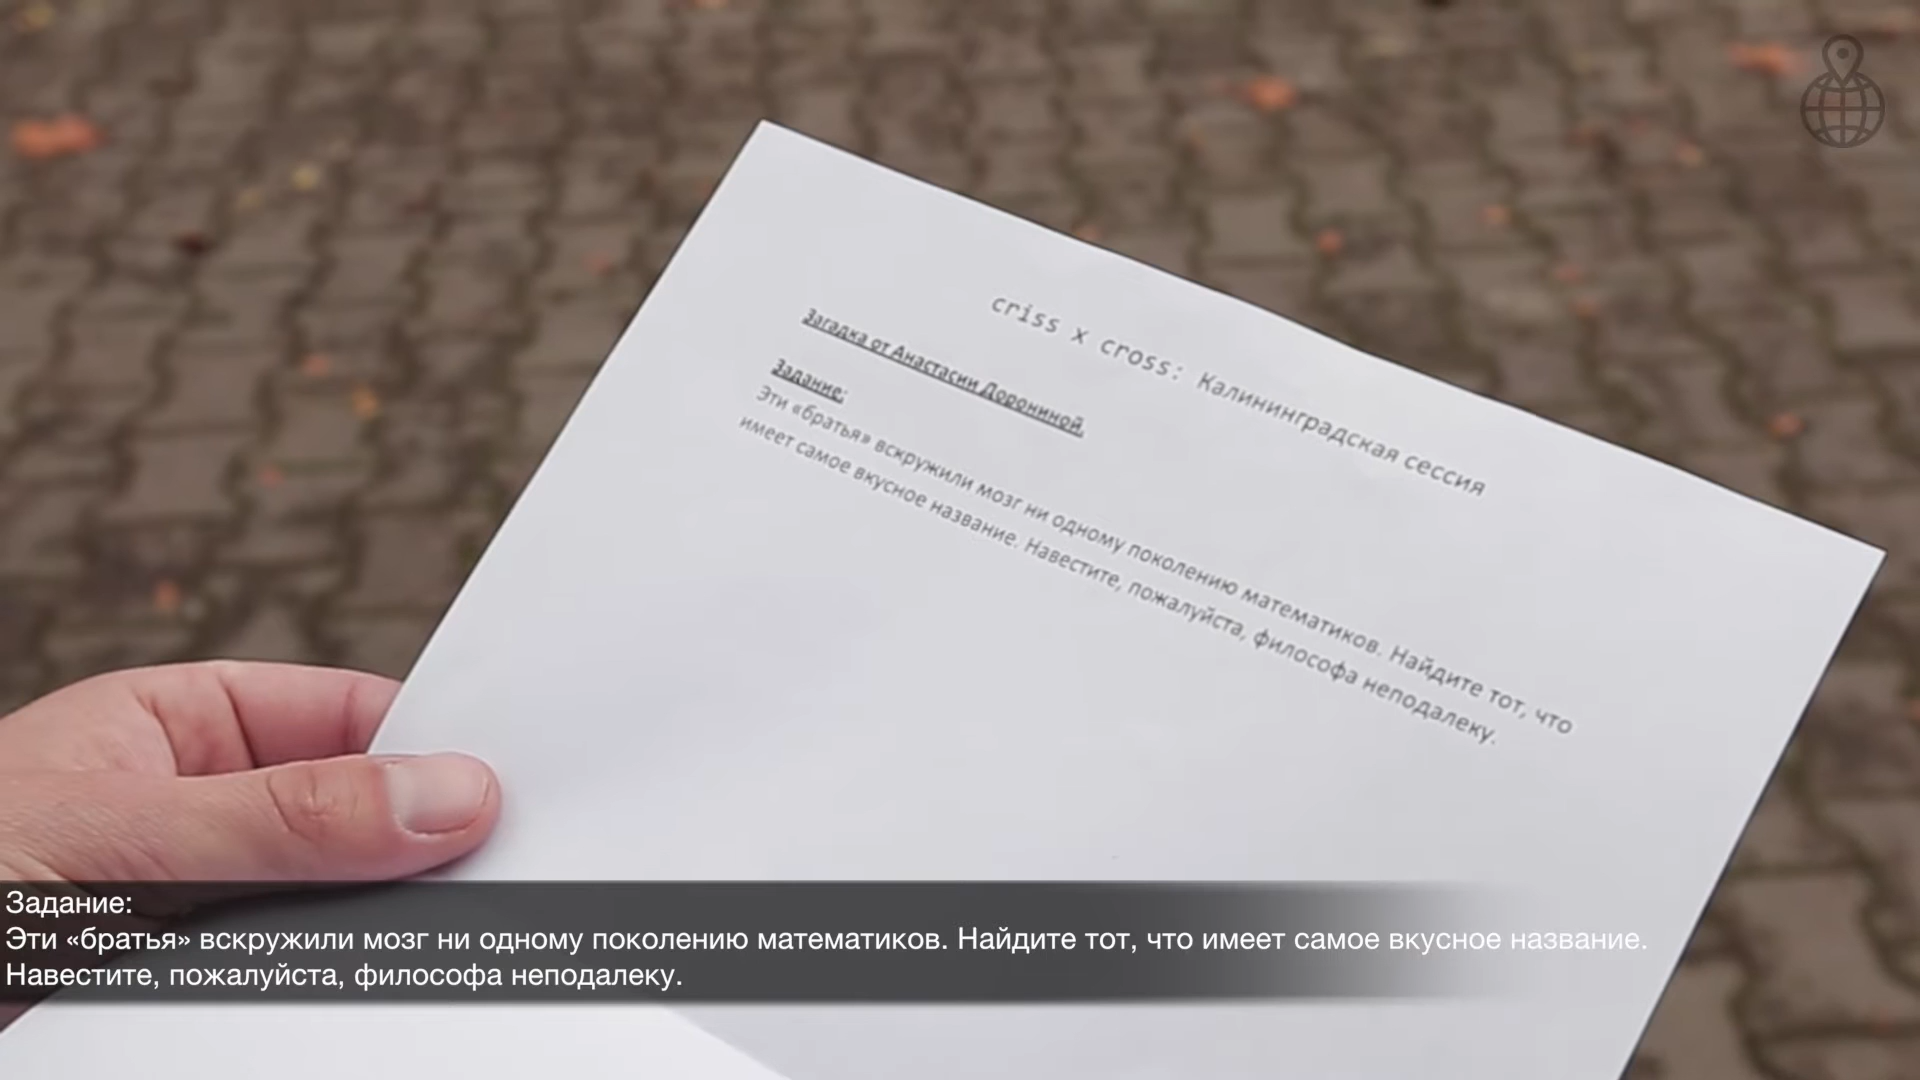 criss x cross: Калининградская сессия
Загадка от Анастасии Дорониной.
Задание:
Эти «братья» вскружили мозг ни одному поколению математиков. Найдите тот, что
имеет самое вкусное название. Навестите, пожалуйста, философа неподалеку.
Задание:
Эти «братья» вскружили мозг ни одному поколению математиков. Найдите тот, что имеет самое вкусное название.
Навестите, пожалуйста, философа неподалеку.